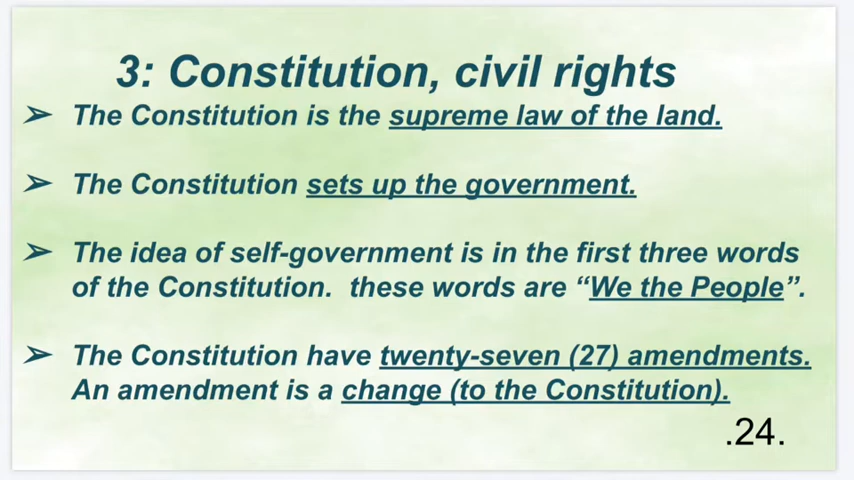 3: Constitution, civil rights
➢ The Constitution is the supreme law of the land.
➢ The Constitution sets up the government.
➢ The idea of self-government is in the first three words
of the Constitution.  these words are “We the People”.
➢ The Constitution have twenty-seven (27) amendments.
An amendment is a change (to the Constitution).
.24.